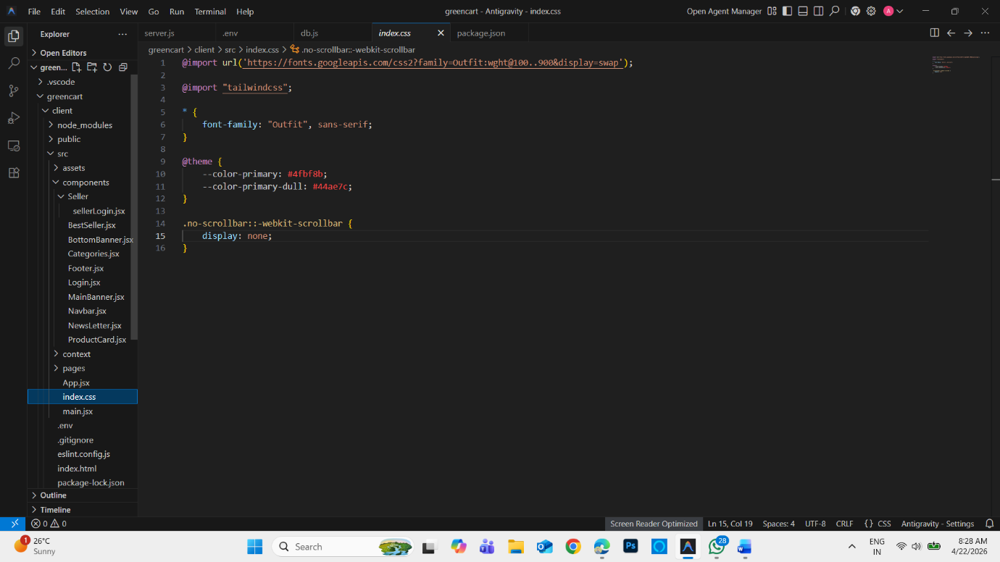 File Edit Selection View Go Run Terminal Help
greencart - Antigravity - index.css
Open Agent Manager
A
Explorer
Open Editors
green...
.vscode
greencart
client
node_modules
public
src
assets
components
Seller
sellerLogin.jsx
BestSeller.jsx
BottomBanner.jsx
Categories.jsx
Footer.jsx
Login.jsx
MainBanner.jsx
Navbar.jsx
NewsLetter.jsx
ProductCard.jsx
context
pages
App.jsx
index.css
main.jsx
.env
.gitignore
eslint.config.js
index.html
package-lock.json
Outline
Timeline
server.js .env db.js index.css package.json
greencart > client > src > index.css > .no-scrollbar::-webkit-scrollbar
1 @import url('https://fonts.googleapis.com/css2?family=Outfit:wght@100..900&display=swap');
2
3 @import "tailwindcss";
4
5 * {
6 font-family: "Outfit", sans-serif;
7 }
8
9 @theme {
10 --color-primary: #4fbf8b;
11 --color-primary-dull: #44ae7c;
12 }
13
14 .no-scrollbar::-webkit-scrollbar {
15 display: none;
16 }
0 0
Screen Reader Optimized Ln 15, Col 19 Spaces: 4 UTF-8 CRLF {} CSS Antigravity - Settings
1
26°C
Sunny
Search
Ps
28
ENG
IN
8:28 AM
4/22/2026